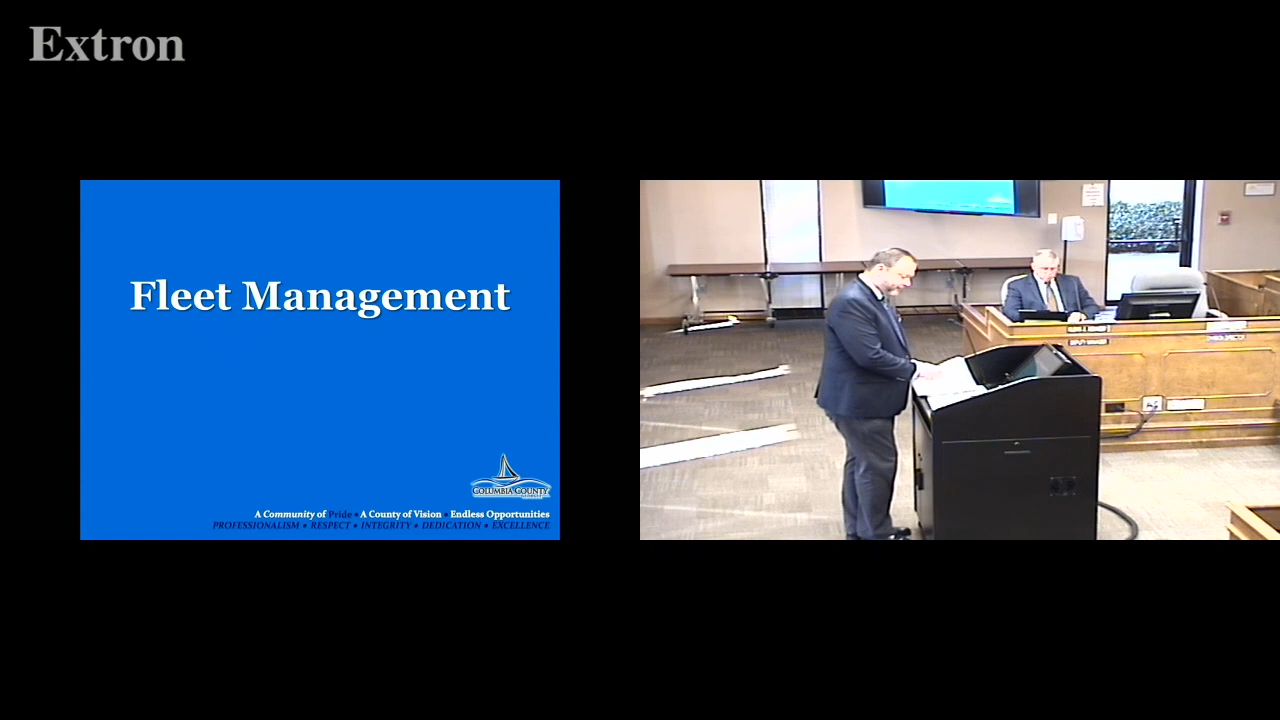 Extron
Fleet Management
COLUMBIA COUNTY
A Community of Pride • A County of Vision • Endless Opportunities
PROFESSIONALISM • RESPECT • INTEGRITY • DEDICATION • EXCELLENCE